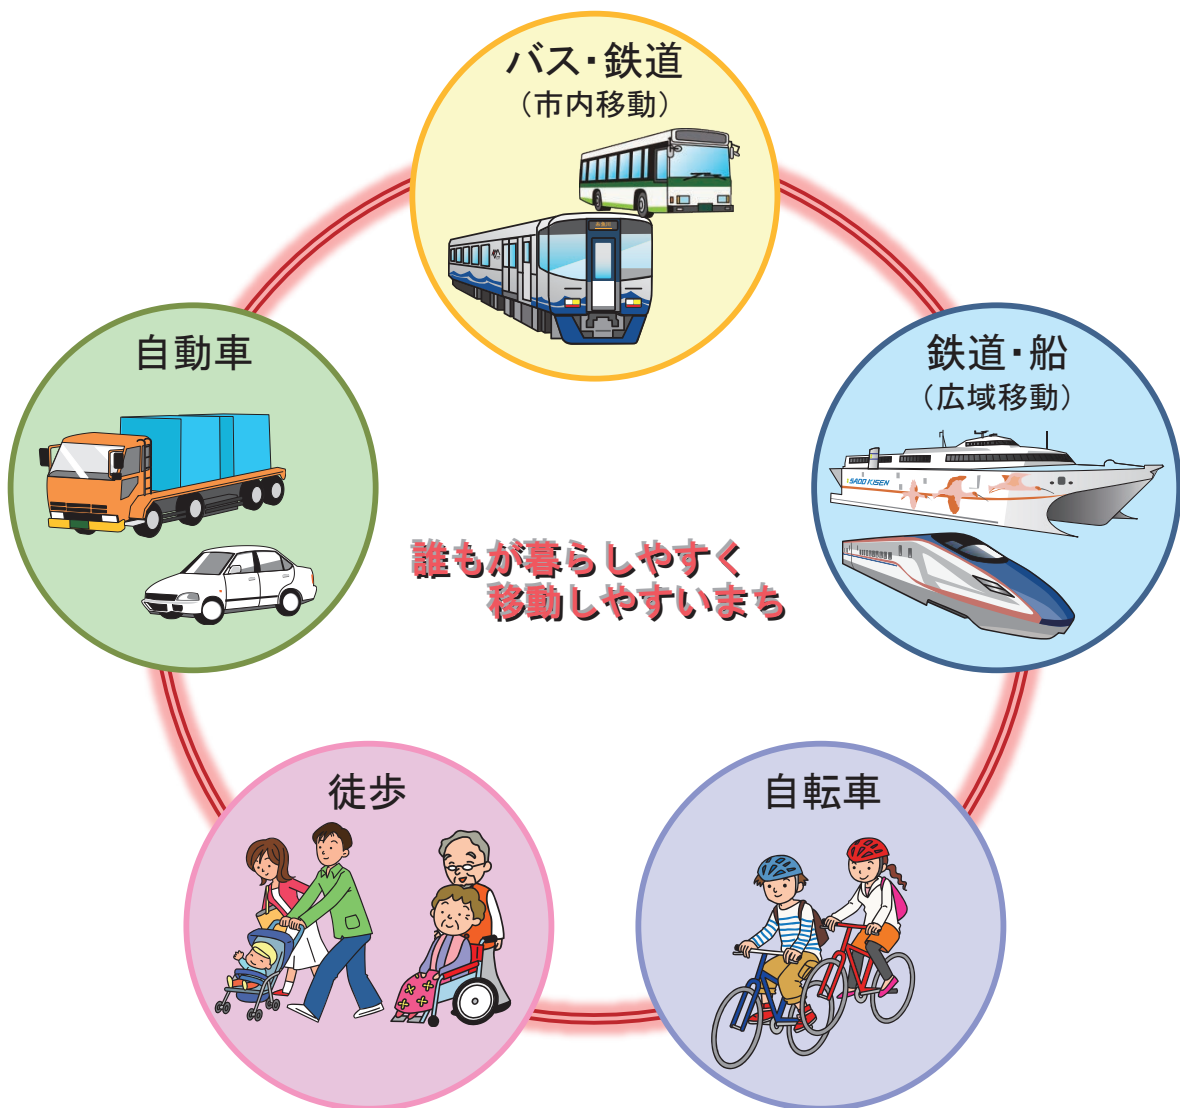 バス・鉄道
（市内移動）
自動車
鉄道・船
（広域移動）
SADO KISEN
誰もが暮らしやすく
移動しやすいまち
徒歩
自転車